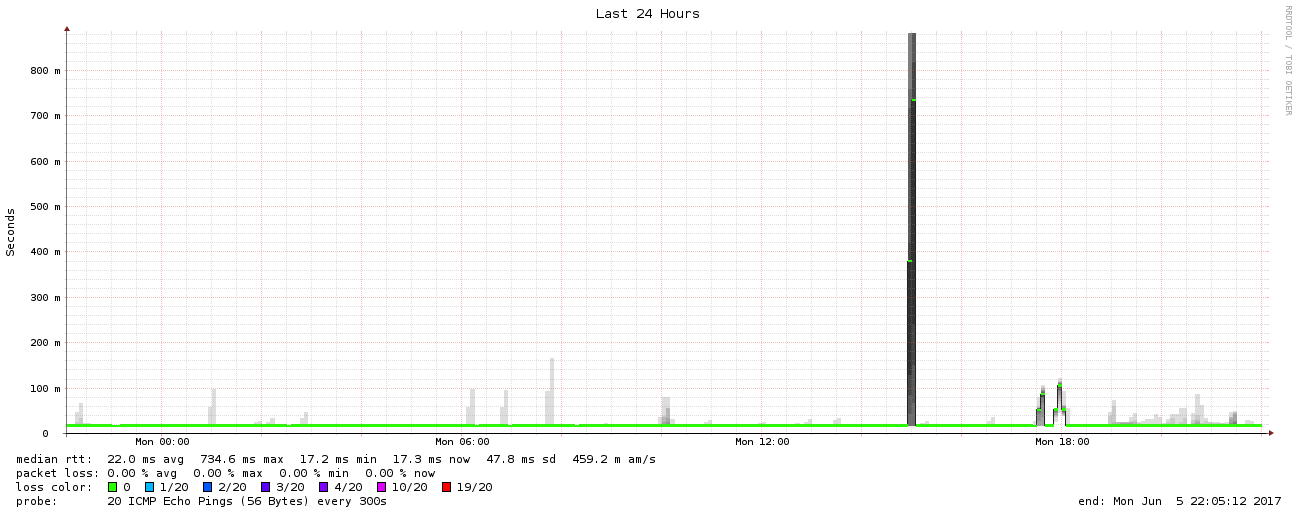 Last 24 Hours
RRDTOOL / TOBI OETIKER
Seconds
800 m
700 m
600 m
500 m
400 m
300 m
200 m
100 m
0
Mon 00:00 Mon 06:00 Mon 12:00 Mon 18:00
median rtt: 22.0 ms avg 734.6 ms max 17.2 ms min 17.3 ms now 47.8 ms sd 459.2 m am/s
packet loss: 0.00 % avg 0.00 % max 0.00 % min 0.00 % now
loss color: 0 1/20 2/20 3/20 4/20 10/20 19/20
probe: 20 ICMP Echo Pings (56 Bytes) every 300s end: Mon Jun 5 22:05:12 2017